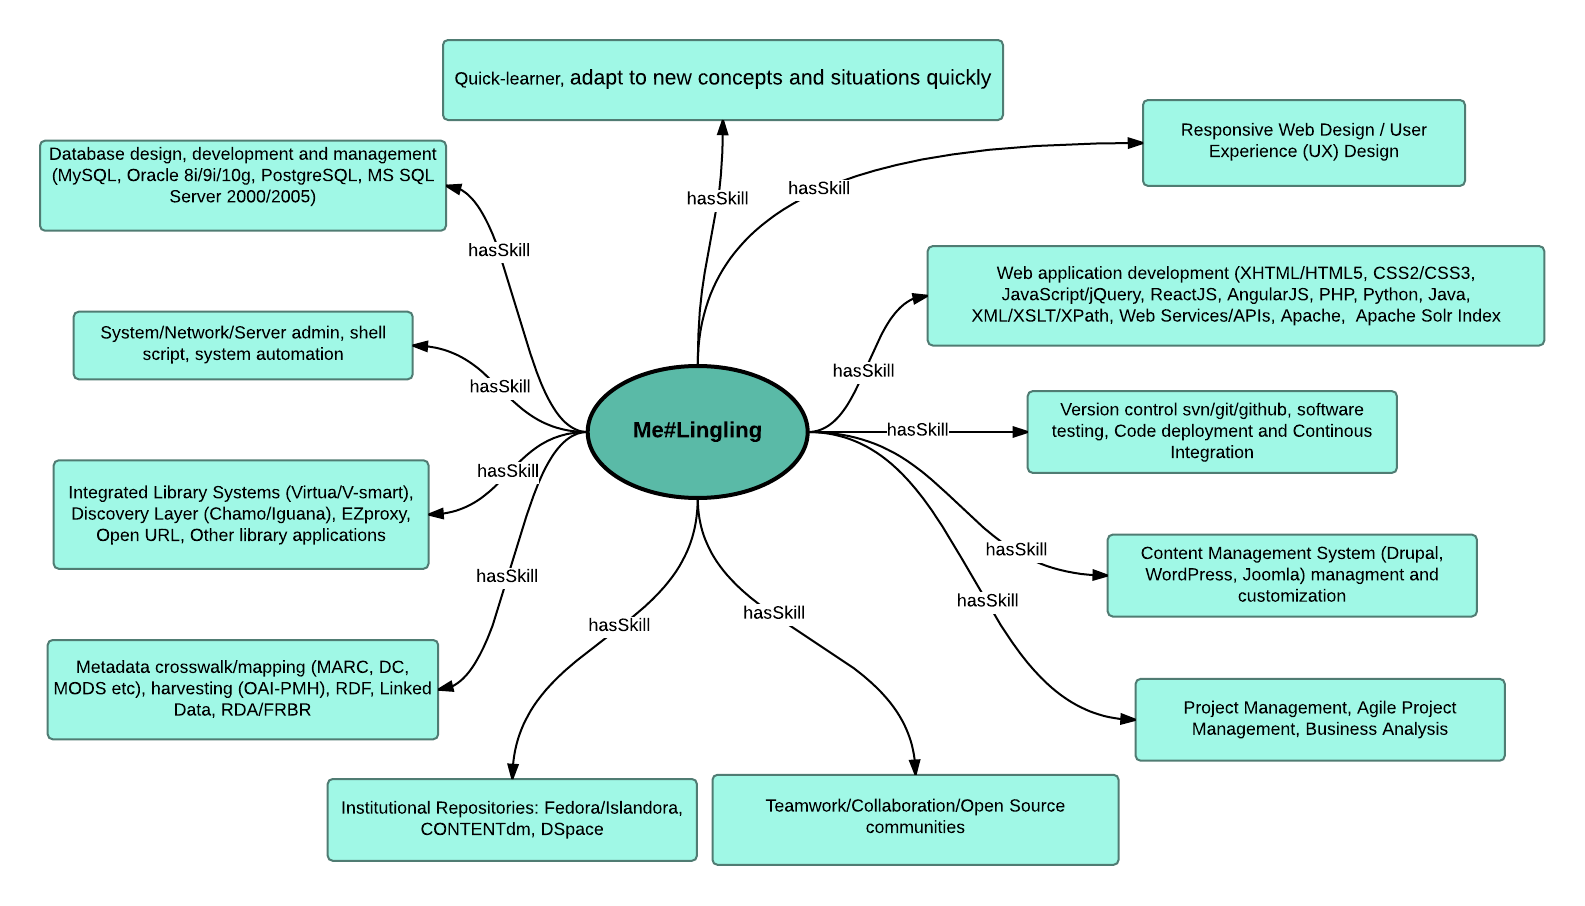 Quick-learner, adapt to new concepts and situations quickly
Responsive Web Design / User
Experience (UX) Design
Database design, development and management
(MySQL, Oracle 8i/9i/10g, PostgreSQL, MS SQL
Server 2000/2005)
hasSkill
hasSkill
hasSkill
Web application development (XHTML/HTML5, CSS2/CSS3,
JavaScript/jQuery, ReactJS, AngularJS, PHP, Python, Java,
XML/XSLT/XPath, Web Services/APIs, Apache,  Apache Solr Index
System/Network/Server admin, shell
script, system automation
hasSkill
hasSkill
Me#Lingling
hasSkill
Version control svn/git/github, software
testing, Code deployment and Continous
Integration
hasSkill
Integrated Library Systems (Virtua/V-smart),
Discovery Layer (Chamo/Iguana), EZproxy,
Open URL, Other library applications
hasSkill
Content Management System (Drupal,
WordPress, Joomla) managment and
customization
hasSkill
hasSkill
hasSkill
hasSkill
Metadata crosswalk/mapping (MARC, DC,
MODS etc), harvesting (OAI-PMH), RDF, Linked
Data, RDA/FRBR
Project Management, Agile Project
Management, Business Analysis
Institutional Repositories: Fedora/Islandora,
CONTENTdm, DSpace
Teamwork/Collaboration/Open Source
communities